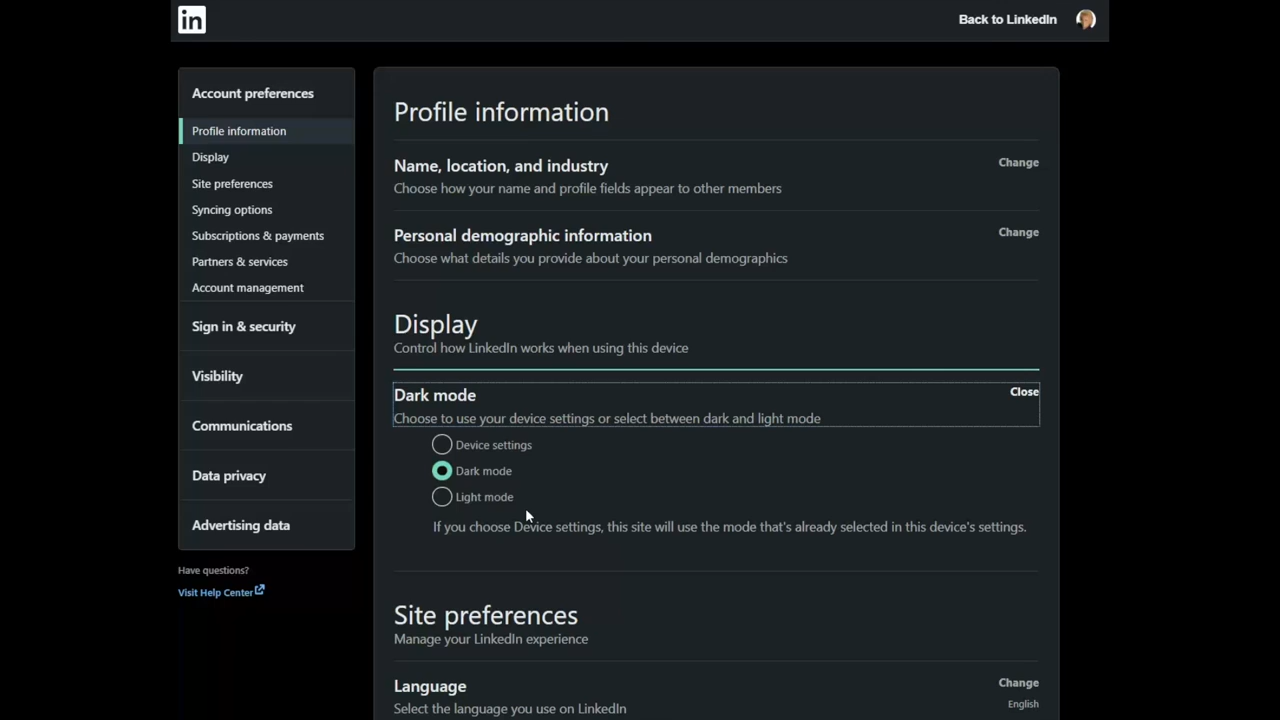 in
Back to LinkedIn
Account preferences
Profile information
Display
Site preferences
Syncing options
Subscriptions & payments
Partners & services
Account management
Sign in & security
Visibility
Communications
Data privacy
Advertising data
Have questions?
Visit Help Center
Profile information
Name, location, and industry
Change
Choose how your name and profile fields appear to other members
Personal demographic information
Change
Choose what details you provide about your personal demographics
Display
Control how LinkedIn works when using this device
Dark mode
Close
Choose to use your device settings or select between dark and light mode
Device settings
Dark mode
Light mode
If you choose Device settings, this site will use the mode that's already selected in this device's settings.
Site preferences
Manage your LinkedIn experience
Language
Change
Select the language you use on LinkedIn
English